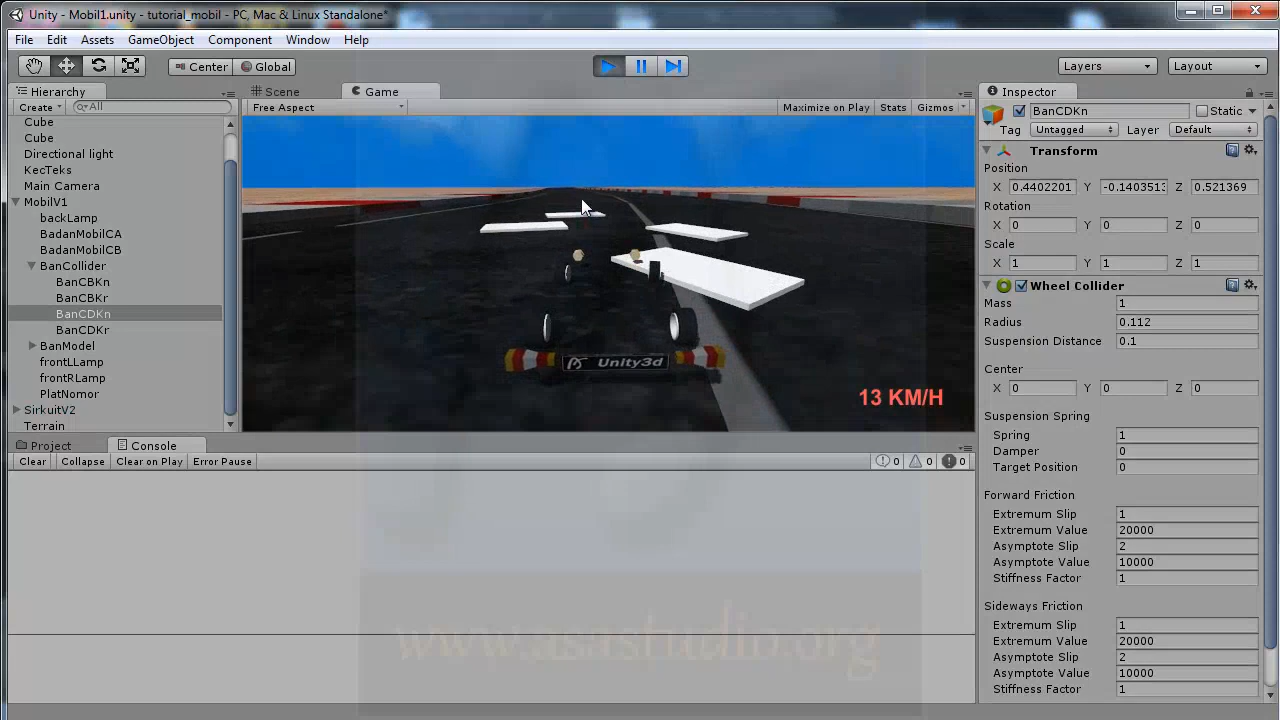 Unity - Mobil1.unity - tutorial_mobil - PC, Mac & Linux Standalone*
File Edit Assets GameObject Component Window Help
Center Global Layers Layout
Hierarchy Scene Game Inspector
Create All Free Aspect Maximize on Play Stats Gizmos
BanCDKn Static
Tag Untagged Layer Default
Cube
Cube
Directional light
KecTeks
Main Camera
MobilV1
backLamp
BadanMobilCA
BadanMobilCB
BanCollider
BanCBKn
BanCBKr
BanCDKn
BanCDKr
BanModel
frontLLamp
frontRLamp
PlatNomor
SirkuitV2
Terrain
Unity3d
13 KM/H
Transform
Position
X 0.4402201 Y -0.1403513 Z 0.521369
Rotation
X 0 Y 0 Z 0
Scale
X 1 Y 1 Z 1
Wheel Collider
Mass 1
Radius 0.112
Suspension Distance 0.1
Center
X 0 Y 0 Z 0
Suspension Spring
Spring 1
Damper 0
Target Position 0
Forward Friction
Extremum Slip 1
Extremum Value 20000
Asymptote Slip 2
Asymptote Value 10000
Stiffness Factor 1
Sideways Friction
Extremum Slip 1
Extremum Value 20000
Asymptote Slip 2
Asymptote Value 10000
Stiffness Factor 1
Project Console
Clear Collapse Clear on Play Error Pause 0 0 0
www.asastudio.org